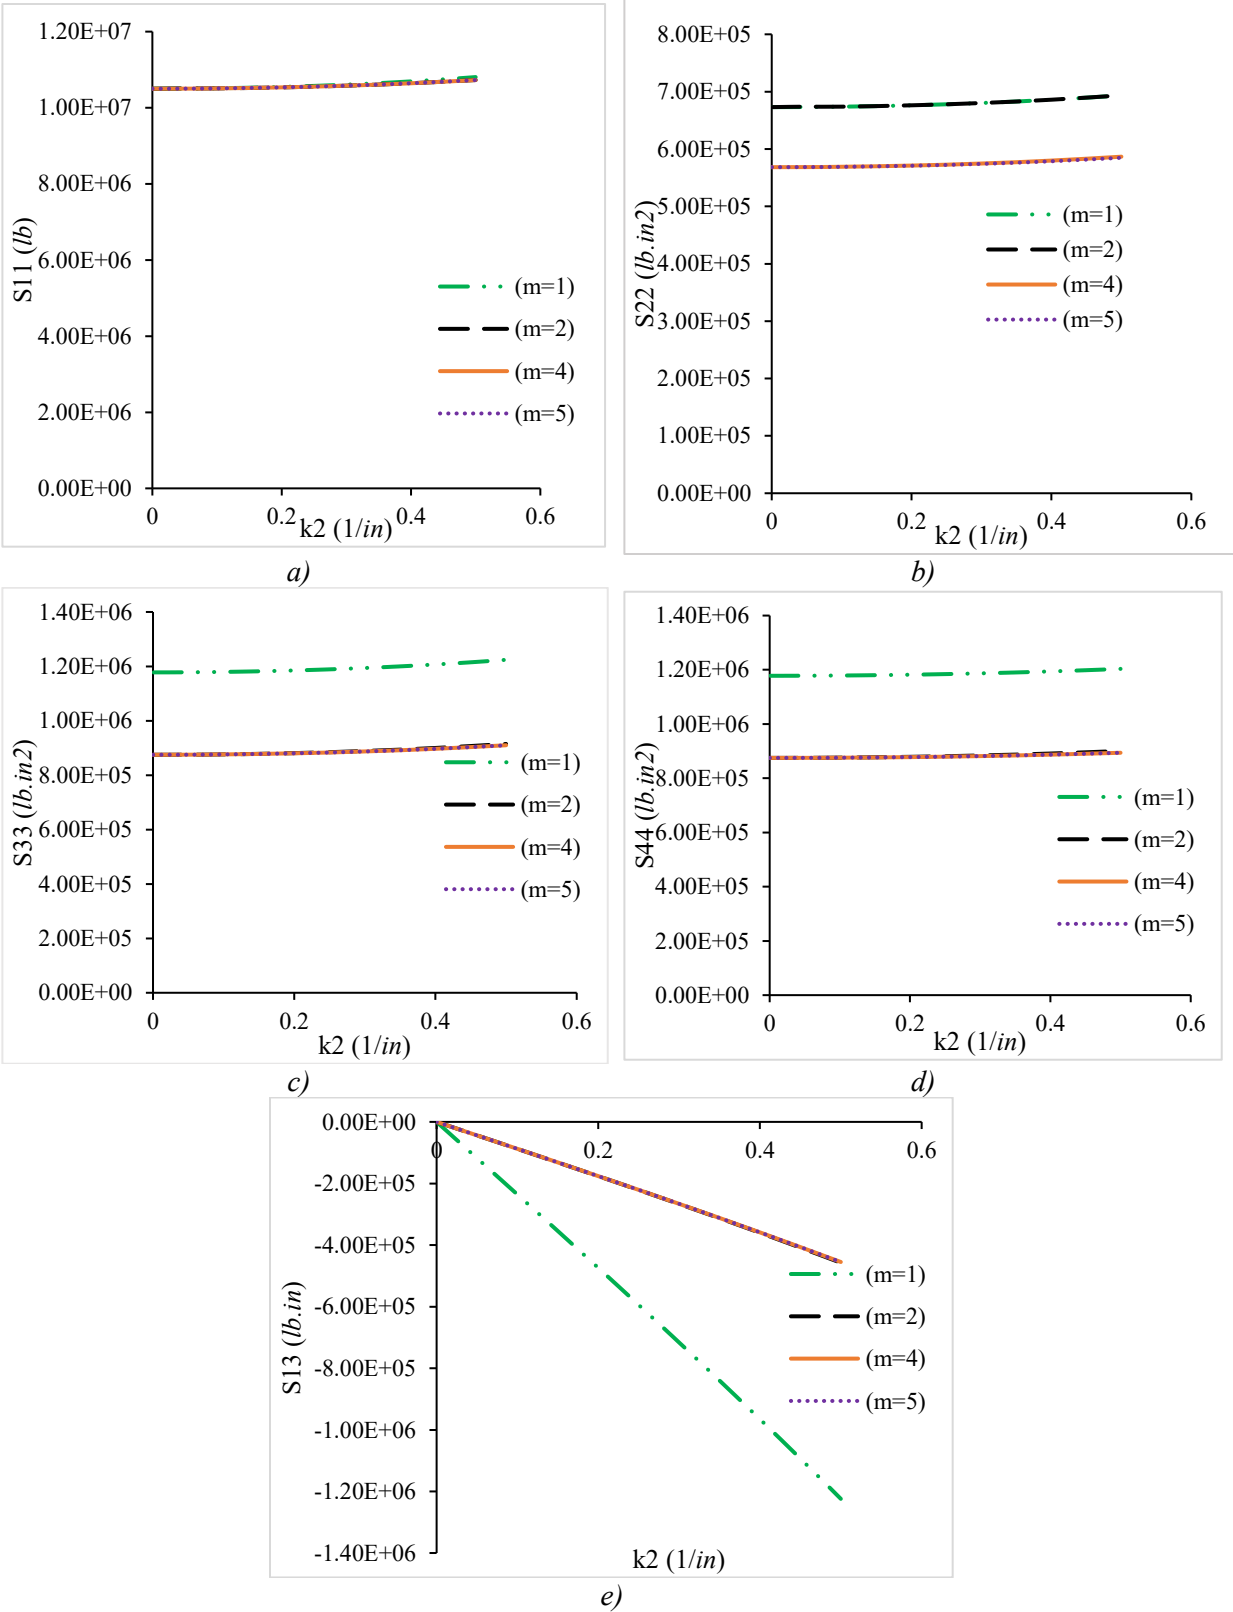 1.20E+07
1.00E+07
8.00E+06
6.00E+06
4.00E+06
2.00E+06
0.00E+00
S11 (lb)
0 0.2 0.4 0.6
k2 (1/in)
(m=1)
(m=2)
(m=4)
(m=5)
a)
8.00E+05
7.00E+05
6.00E+05
5.00E+05
4.00E+05
3.00E+05
2.00E+05
1.00E+05
0.00E+00
S22 (lb.in2)
0 0.2 0.4 0.6
k2 (1/in)
(m=1)
(m=2)
(m=4)
(m=5)
b)
1.40E+06
1.20E+06
1.00E+06
8.00E+05
6.00E+05
4.00E+05
2.00E+05
0.00E+00
S33 (lb.in2)
0 0.2 0.4 0.6
k2 (1/in)
(m=1)
(m=2)
(m=4)
(m=5)
c)
1.40E+06
1.20E+06
1.00E+06
8.00E+05
6.00E+05
4.00E+05
2.00E+05
0.00E+00
S44 (lb.in2)
0 0.2 0.4 0.6
k2 (1/in)
(m=1)
(m=2)
(m=4)
(m=5)
d)
0.00E+00
-2.00E+05
-4.00E+05
-6.00E+05
-8.00E+05
-1.00E+06
-1.20E+06
-1.40E+06
S13 (lb.in)
0 0.2 0.4 0.6
(m=1)
(m=2)
(m=4)
(m=5)
k2 (1/in)
e)